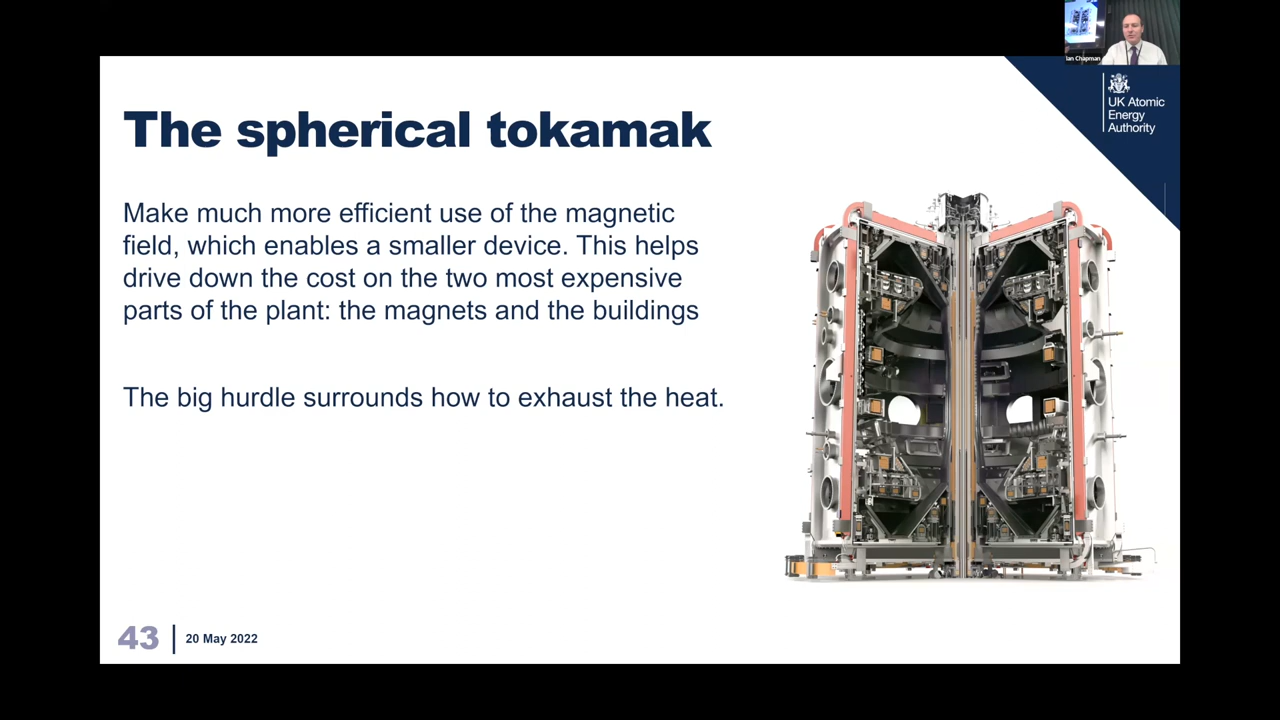 Ian Chapman
UK Atomic
Energy
Authority
The spherical tokamak
Make much more efficient use of the magnetic
field, which enables a smaller device. This helps
drive down the cost on the two most expensive
parts of the plant: the magnets and the buildings
The big hurdle surrounds how to exhaust the heat.
43
20 May 2022